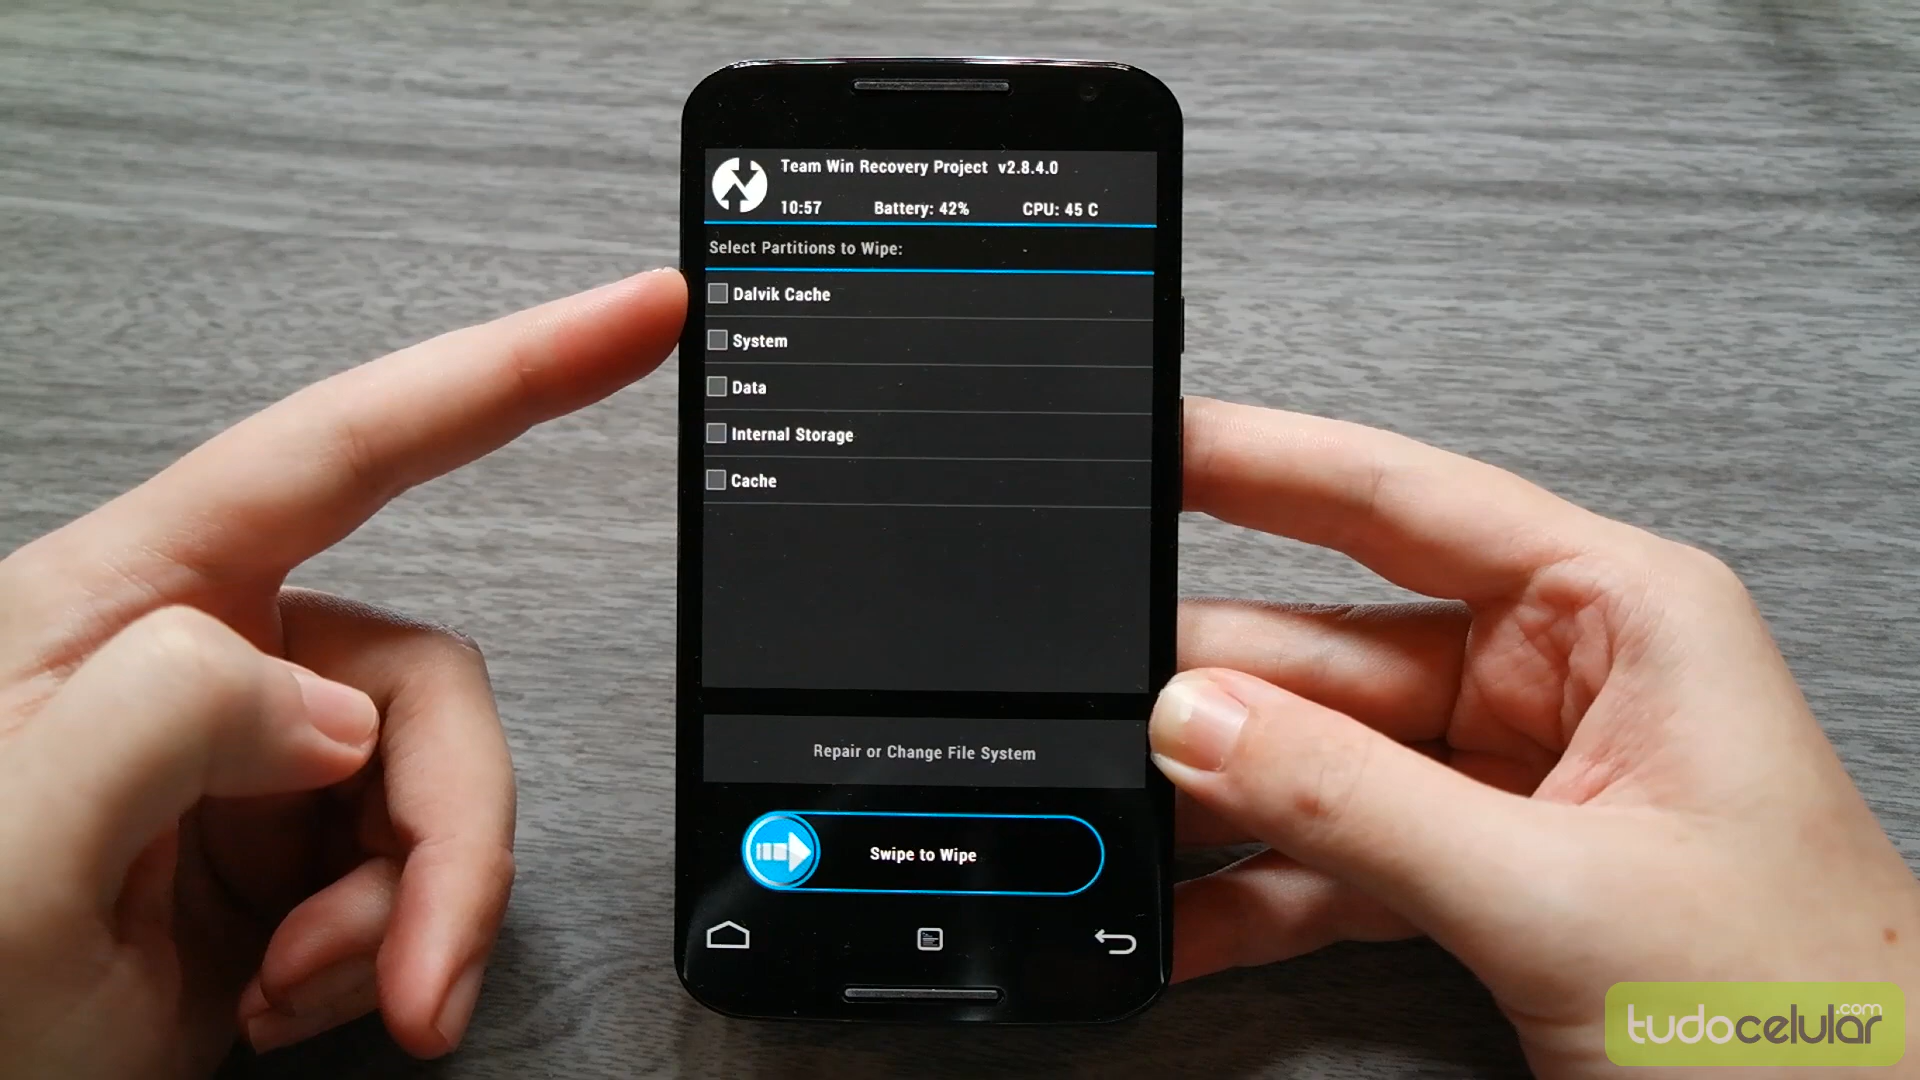 Team Win Recovery Project v2.8.4.0
10:57 Battery: 42% CPU: 45 C
Select Partitions to Wipe:
Dalvik Cache
System
Data
Internal Storage
Cache
Repair or Change File System
Swipe to Wipe
tudocelular.com